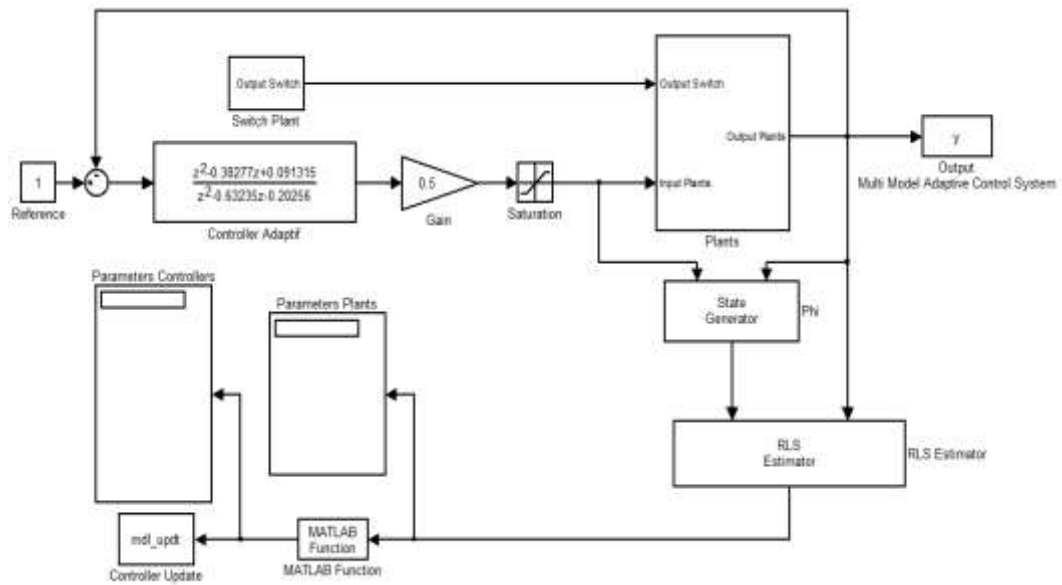 Output Switch
Switch Plant
Output Switch
Output Plants
Input Plants
Plants
y
Output
Multi Model Adaptive Control System
1
Reference
z2-0.38277z+0.091315
z2-0.63235z-0.20256
Controller Adaptif
0.5
Gain
Saturation
State
Generator
Phi
Parameters Controllers
Parameters Plants
RLS
Estimator
RLS Estimator
mdl_updt
Controller Update
MATLAB
Function
MATLAB Function